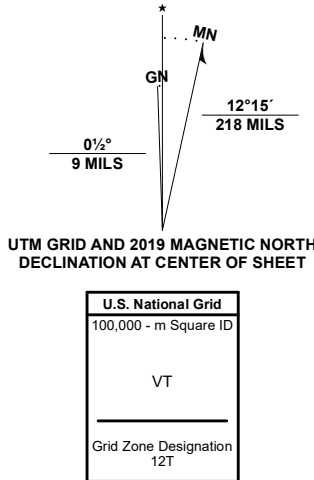 ★
MN
GN
12°15´
218 MILS
0½°
9 MILS
UTM GRID AND 2019 MAGNETIC NORTH
DECLINATION AT CENTER OF SHEET
U.S. National Grid
100,000 - m Square ID
VT
Grid Zone Designation
12T